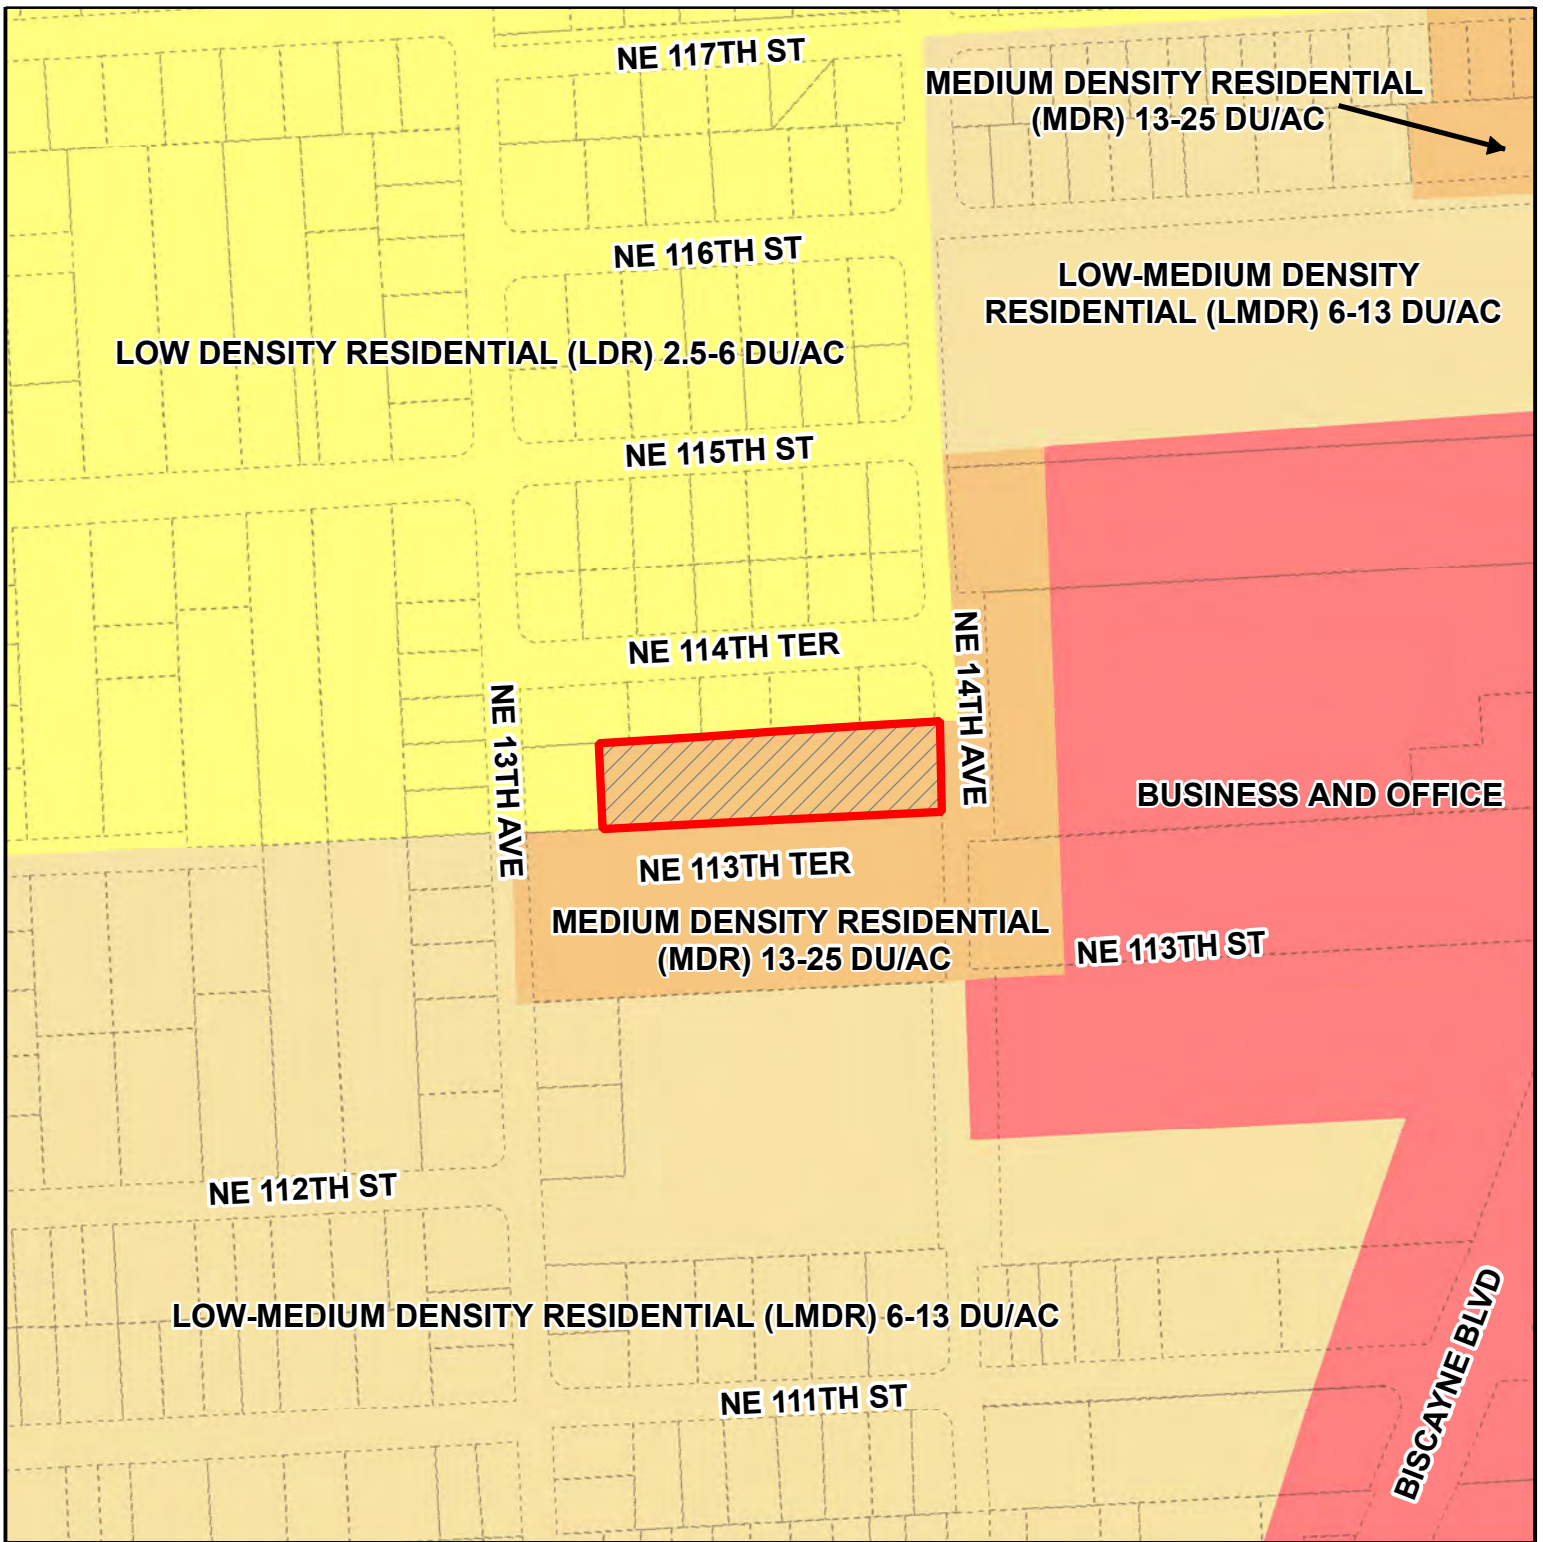 NE 117TH ST
MEDIUM DENSITY RESIDENTIAL
(MDR) 13-25 DU/AC
NE 116TH ST
LOW-MEDIUM DENSITY
RESIDENTIAL (LMDR) 6-13 DU/AC
LOW DENSITY RESIDENTIAL (LDR) 2.5-6 DU/AC
NE 115TH ST
NE 114TH TER
NE 14TH AVE
NE 13TH AVE
BUSINESS AND OFFICE
NE 113TH TER
MEDIUM DENSITY RESIDENTIAL
(MDR) 13-25 DU/AC
NE 113TH ST
NE 112TH ST
LOW-MEDIUM DENSITY RESIDENTIAL (LMDR) 6-13 DU/AC
BISCAYNE BLVD
NE 111TH ST